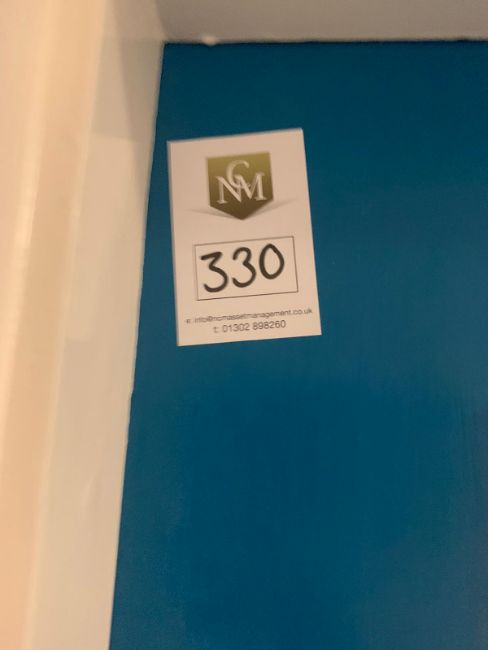 NCM
330
e: info@ncmassetmanagement.co.uk
t: 01302 898260